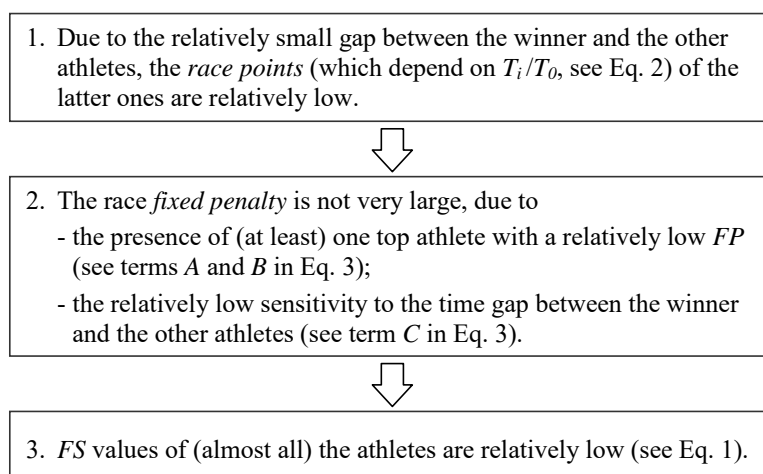 1. Due to the relatively small gap between the winner and the other
athletes, the race points (which depend on Ti/T0, see Eq. 2) of the
latter ones are relatively low.
2. The race fixed penalty is not very large, due to
- the presence of (at least) one top athlete with a relatively low FP
(see terms A and B in Eq. 3);
- the relatively low sensitivity to the time gap between the winner
and the other athletes (see term C in Eq. 3).
3. FS values of (almost all) the athletes are relatively low (see Eq. 1).